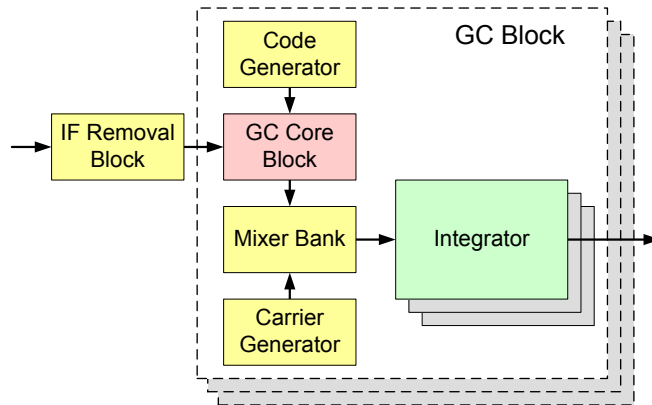 GC Block
Code
Generator
IF Removal
Block
GC Core
Block
Mixer Bank
Integrator
Carrier
Generator